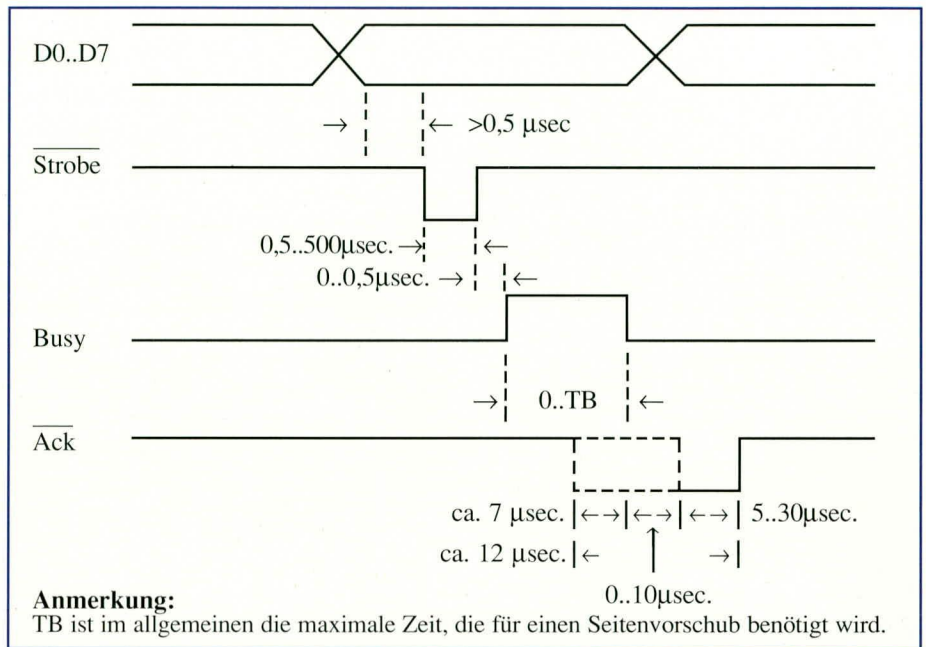 D0..D7
→ ← >0,5 µsec
Strobe
0,5..500µsec. → ←
0..0,5µsec. → ←
Busy
→ 0..TB ←
Ack
ca. 7 µsec. ←→ ←→ ←→ 5..30µsec.
ca. 12 µsec. ← →
0..10µsec.
Anmerkung:
TB ist im allgemeinen die maximale Zeit, die für einen Seitenvorschub benötigt wird.